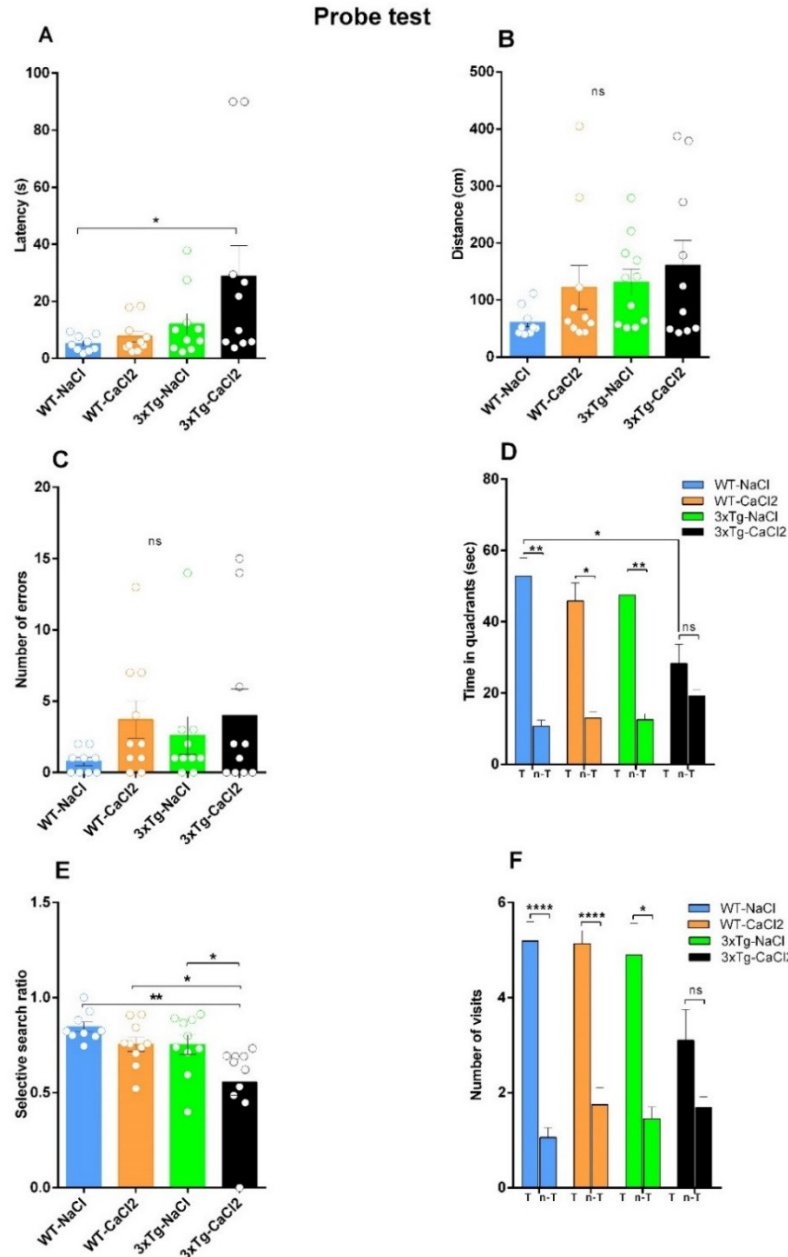 Probe test
A
Latency (s)
100
80
60
40
20
0
*
WT-NaCl
WT-CaCl2
3xTg-NaCl
3xTg-CaCl2
B
Distance (cm)
500
400
300
200
100
0
ns
WT-NaCl
WT-CaCl2
3xTg-NaCl
3xTg-CaCl2
C
Number of errors
20
15
10
5
0
ns
WT-NaCl
WT-CaCl2
3xTg-NaCl
3xTg-CaCl2
D
Time in quadrants (sec)
80
60
40
20
0
WT-NaCl
WT-CaCl2
3xTg-NaCl
3xTg-CaCl2
*
**
*
**
ns
T n-T T n-T T n-T T n-T
E
Selective search ratio
1.5
1.0
0.5
0.0
*
*
**
WT-NaCl
WT-CaCl2
3xTg-NaCl
3xTg-CaCl2
F
Number of visits
6
4
2
0
WT-NaCl
WT-CaCl2
3xTg-NaCl
3xTg-CaCl2
****
****
*
ns
T n-T T n-T T n-T T n-T